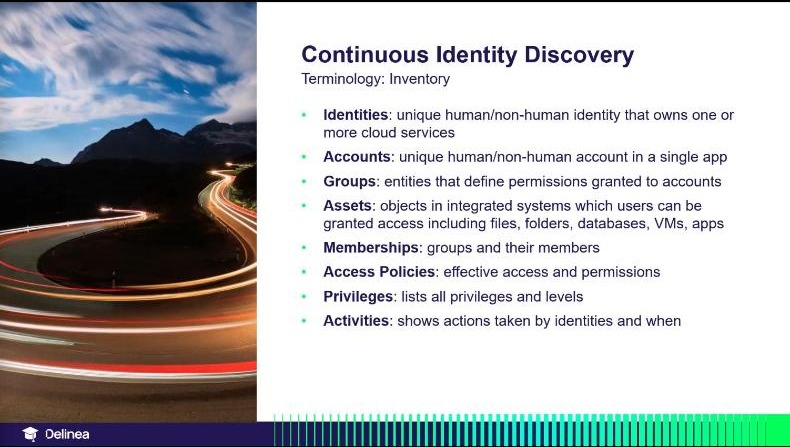 Continuous Identity Discovery
Terminology: Inventory
• Identities: unique human/non-human identity that owns one or
more cloud services
• Accounts: unique human/non-human account in a single app
• Groups: entities that define permissions granted to accounts
• Assets: objects in integrated systems which users can be
granted access including files, folders, databases, VMs, apps
• Memberships: groups and their members
• Access Policies: effective access and permissions
• Privileges: lists all privileges and levels
• Activities: shows actions taken by identities and when
Delinea